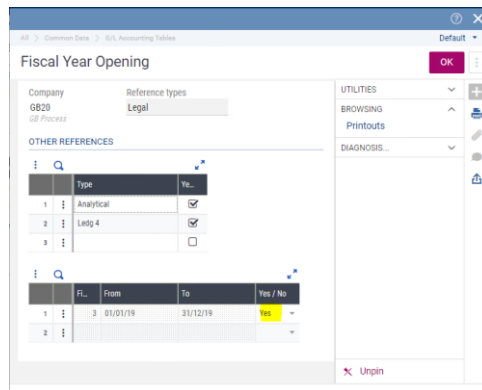 All > Common Data > G/L Accounting Tables
Default
Fiscal Year Opening
OK
Company
Reference types
GB20
Legal
GB Process
OTHER REFERENCES
Type
Ye...
1 Analytical
2 Ledg 4
3
Fi... From To Yes / No
1 3 01/01/19 31/12/19 Yes
2
UTILITIES
BROWSING
Printouts
DIAGNOSIS...
Unpin